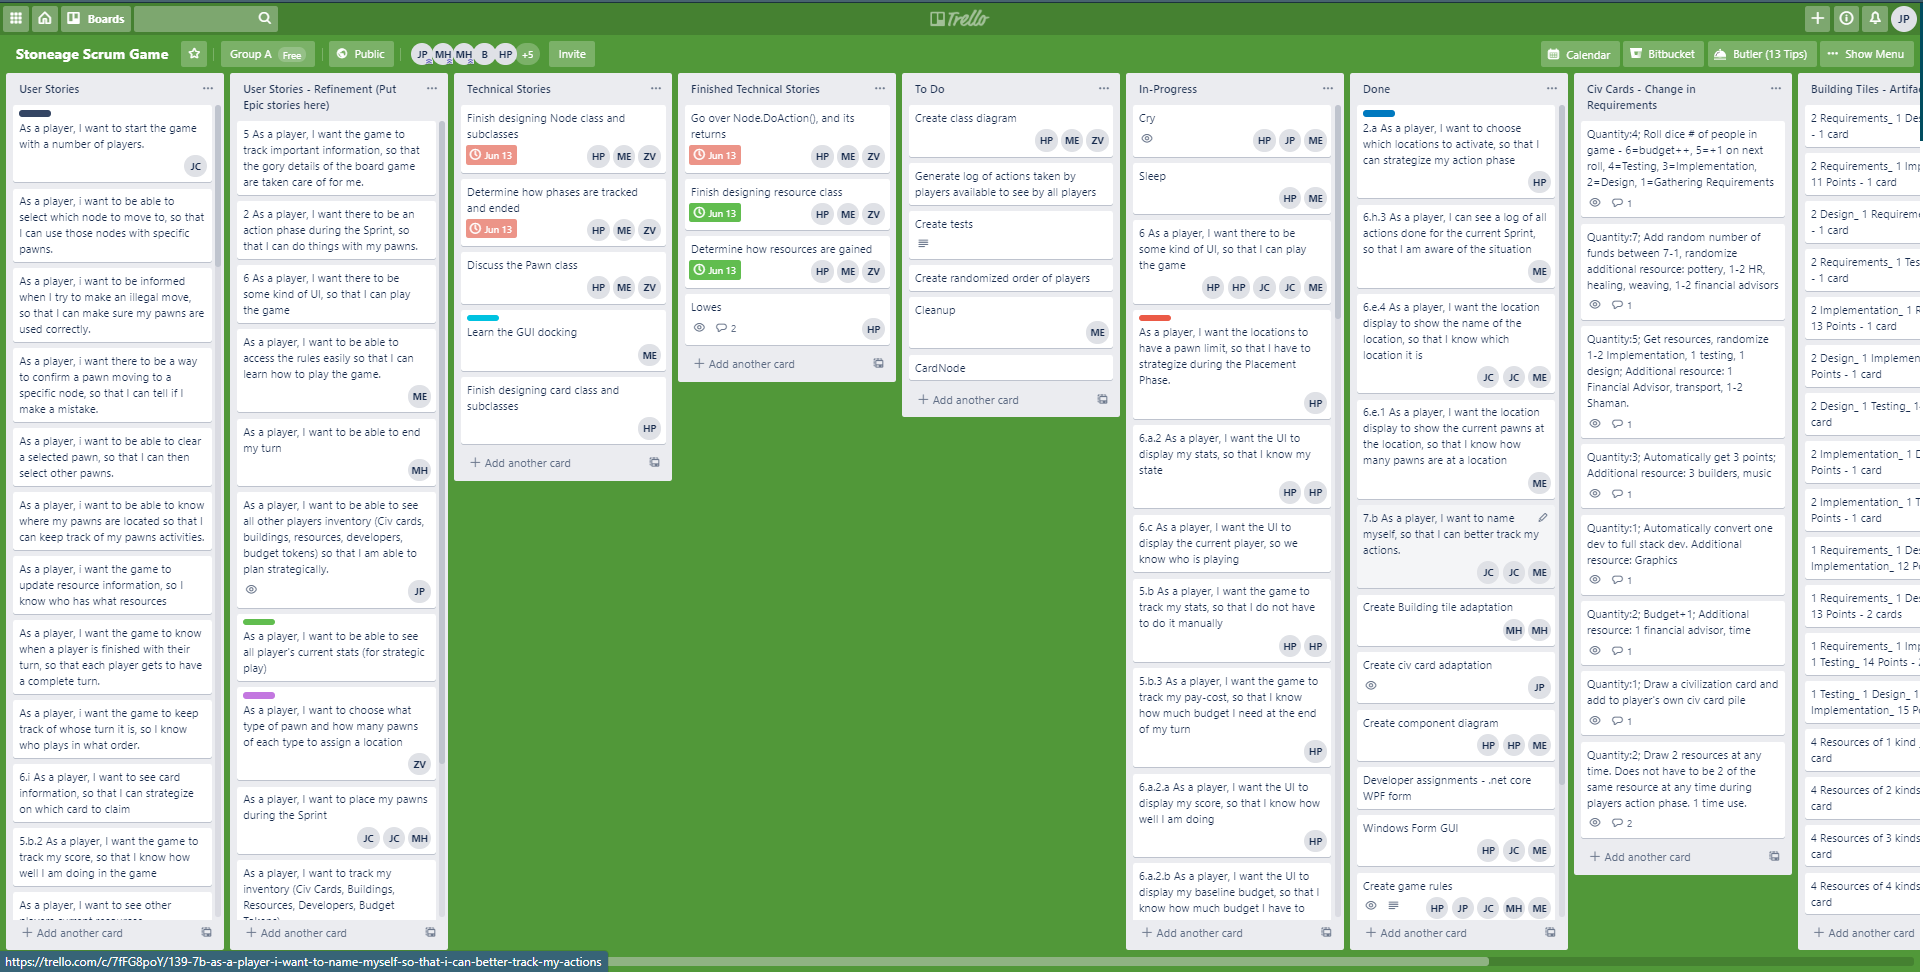 Boards
Trello
JP
Stoneage Scrum Game
Group A Free
Public
JP MH MH B HP +5
Invite
Calendar
Bitbucket
Butler (13 Tips)
Show Menu
User Stories
As a player, I want to start the game
with a number of players.
JC
As a player, I want to be able to
select which node to move to, so that
I can use those nodes with specific
pawns.
As a player, i want to be informed
when I try to make an illegal move,
so that I can make sure my pawns are
used correctly.
As a player, i want there to be a way
to confirm a pawn moving to a
specific node, so that I can tell if I
make a mistake.
As a player, i want to be able to clear
a selected pawn, so that I can then
select other pawns.
As a player, i want to be able to know
where my pawns are located so that I
can keep track of my pawns activities.
As a player, i want the game to
update resource information, so I
know who has what resources
As a player, I want the game to know
when a player is finished with their
turn, so that each player gets to have
a complete turn.
As a player, i want the game to keep
track of whose turn it is, so I know
who plays in what order.
6.i As a player, I want to see card
information, so that I can strategize
on which card to claim
5.b.2 As a player, I want the game to
track my score, so that I know how
well I am doing in the game
As a player, I want to see other
players current resources
+ Add another card
User Stories - Refinement (Put
Epic stories here)
5 As a player, I want the game to
track important information, so that
the gory details of the board game
are taken care of for me.
2 As a player, I want there to be an
action phase during the Sprint, so
that I can do things with my pawns.
6 As a player, I want there to be
some kind of UI, so that I can play
the game
As a player, I want to be able to
access the rules easily so that I can
learn how to play the game.
ME
As a player, I want to be able to end
my turn
MH
As a player, I want to be able to see
all other players inventory (Civ cards,
buildings, resources, developers,
budget tokens) so that I am able to
plan strategically.
JP
As a player, I want to be able to see
all player's current stats (for strategic
play)
As a player, I want to choose what
type of pawn and how many pawns
of each type to assign a location
ZV
As a player, I want to place my pawns
during the Sprint
JC JC MH
As a player, I want to track my
inventory (Civ Cards, Buildings,
Resources, Developers, Budget
Tokens)
+ Add another card
Technical Stories
Finish designing Node class and
subclasses
Jun 13 HP ME ZV
Determine how phases are tracked
and ended
Jun 13 HP ME ZV
Discuss the Pawn class
HP ME ZV
Learn the GUI docking
ME
Finish designing card class and
subclasses
HP
+ Add another card
Finished Technical Stories
Go over Node.DoAction(), and its
returns
Jun 13 HP ME ZV
Finish designing resource class
Jun 13 HP ME ZV
Determine how resources are gained
Jun 13 HP ME ZV
Lowes
2 HP
+ Add another card
To Do
Create class diagram
HP ME ZV
Generate log of actions taken by
players available to see by all players
Create tests
Create randomized order of players
Cleanup
ME
CardNode
+ Add another card
In-Progress
Cry
HP JP ME
Sleep
HP ME
6 As a player, I want there to be
some kind of UI, so that I can play
the game
HP HP JC JC ME
As a player, I want the locations to
have a pawn limit, so that I have to
strategize during the Placement
Phase.
HP
6.a.2 As a player, I want the UI to
display my stats, so that I know my
state
HP HP
6.c As a player, I want the UI to
display the current player, so we
know who is playing
5.b As a player, I want the game to
track my stats, so that I do not have
to do it manually
HP HP
5.b.3 As a player, I want the game to
track my pay-cost, so that I know
how much budget I need at the end
of my turn
HP
6.a.2.a As a player, I want the UI to
display my score, so that I know how
well I am doing
HP
6.a.2.b As a player, I want the UI to
display my baseline budget, so that I
know how much budget I have to
+ Add another card
Done
2.a As a player, I want to choose
which locations to activate, so that I
can strategize my action phase
HP
6.h.3 As a player, I can see a log of all
actions done for the current Sprint,
so that I am aware of the situation
ME
6.e.4 As a player, I want the location
display to show the name of the
location, so that I know which
location it is
JC JC ME
6.e.1 As a player, I want the location
display to show the current pawns at
the location, so that I know how
many pawns are at a location
ME
7.b As a player, I want to name
myself, so that I can better track my
actions.
JC JC ME
Create Building tile adaptation
MH MH
Create civ card adaptation
JP
Create component diagram
HP HP ME
Developer assignments - .net core
WPF form
Windows Form GUI
HP JC ME
Create game rules
HP JP JC MH ME
+ Add another card
Civ Cards - Change in
Requirements
Quantity:4; Roll dice # of people in
game - 6=budget++, 5=+1 on next
roll, 4=Testing, 3=Implementation,
2=Design, 1=Gathering Requirements
1
Quantity:7; Add random number of
funds between 7-1, randomize
additional resource: pottery, 1-2 HR,
healing, weaving, 1-2 financial advisors
1
Quantity:5; Get resources, randomize
1-2 Implementation, 1 testing, 1
design; Additional resource: 1
Financial Advisor, transport, 1-2
Shaman.
1
Quantity:3; Automatically get 3 points;
Additional resource: 3 builders, music
1
Quantity:1; Automatically convert one
dev to full stack dev. Additional
resource: Graphics
1
Quantity:2; Budget+1; Additional
resource: 1 financial advisor, time
1
Quantity:1; Draw a civilization card and
add to player's own civ card pile
1
Quantity:2; Draw 2 resources at any
time. Does not have to be 2 of the
same resource at any time during
players action phase. 1 time use.
2
+ Add another card
Building Tiles - Artifac
2 Requirements_ 1 Des
- 1 card
2 Requirements_ 1 Imp
11 Points - 1 card
2 Design_ 1 Requireme
- 1 card
2 Requirements_ 1 Tes
- 1 card
2 Implementation_ 1 R
13 Points - 1 card
2 Design_ 1 Implemen
Points - 1 card
2 Design_ 1 Testing_ 1
card
2 Implementation_ 1 D
Points - 1 card
2 Implementation_ 1 T
Points - 1 card
1 Requirements_ 1 Des
Implementation_ 12 Po
1 Requirements_ 1 Des
13 Points - 2 cards
1 Requirements_ 1 Imp
1 Testing_ 14 Points - 2
1 Testing_ 1 Design_ 1
Implementation_ 15 Po
4 Resources of 1 kind_
card
4 Resources of 2 kinds
card
4 Resources of 3 kinds
card
4 Resources of 4 kinds
card
+ Add another card
https://trello.com/c/7fFG8poY/139-7b-as-a-player-i-want-to-name-myself-so-that-i-can-better-track-my-actions